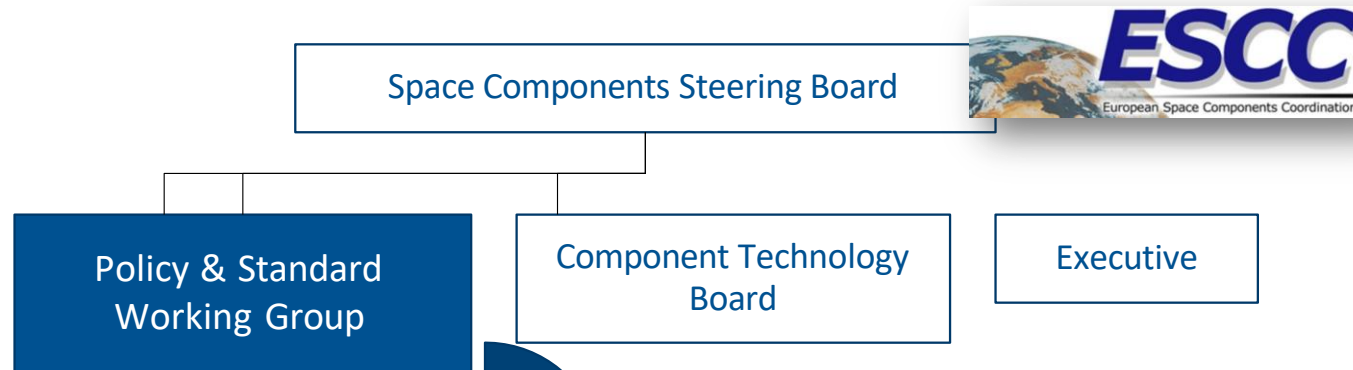 ESCC
European Space Components Coordination
Space Components Steering Board
Policy & Standard
Working Group
Component Technology
Board
Executive